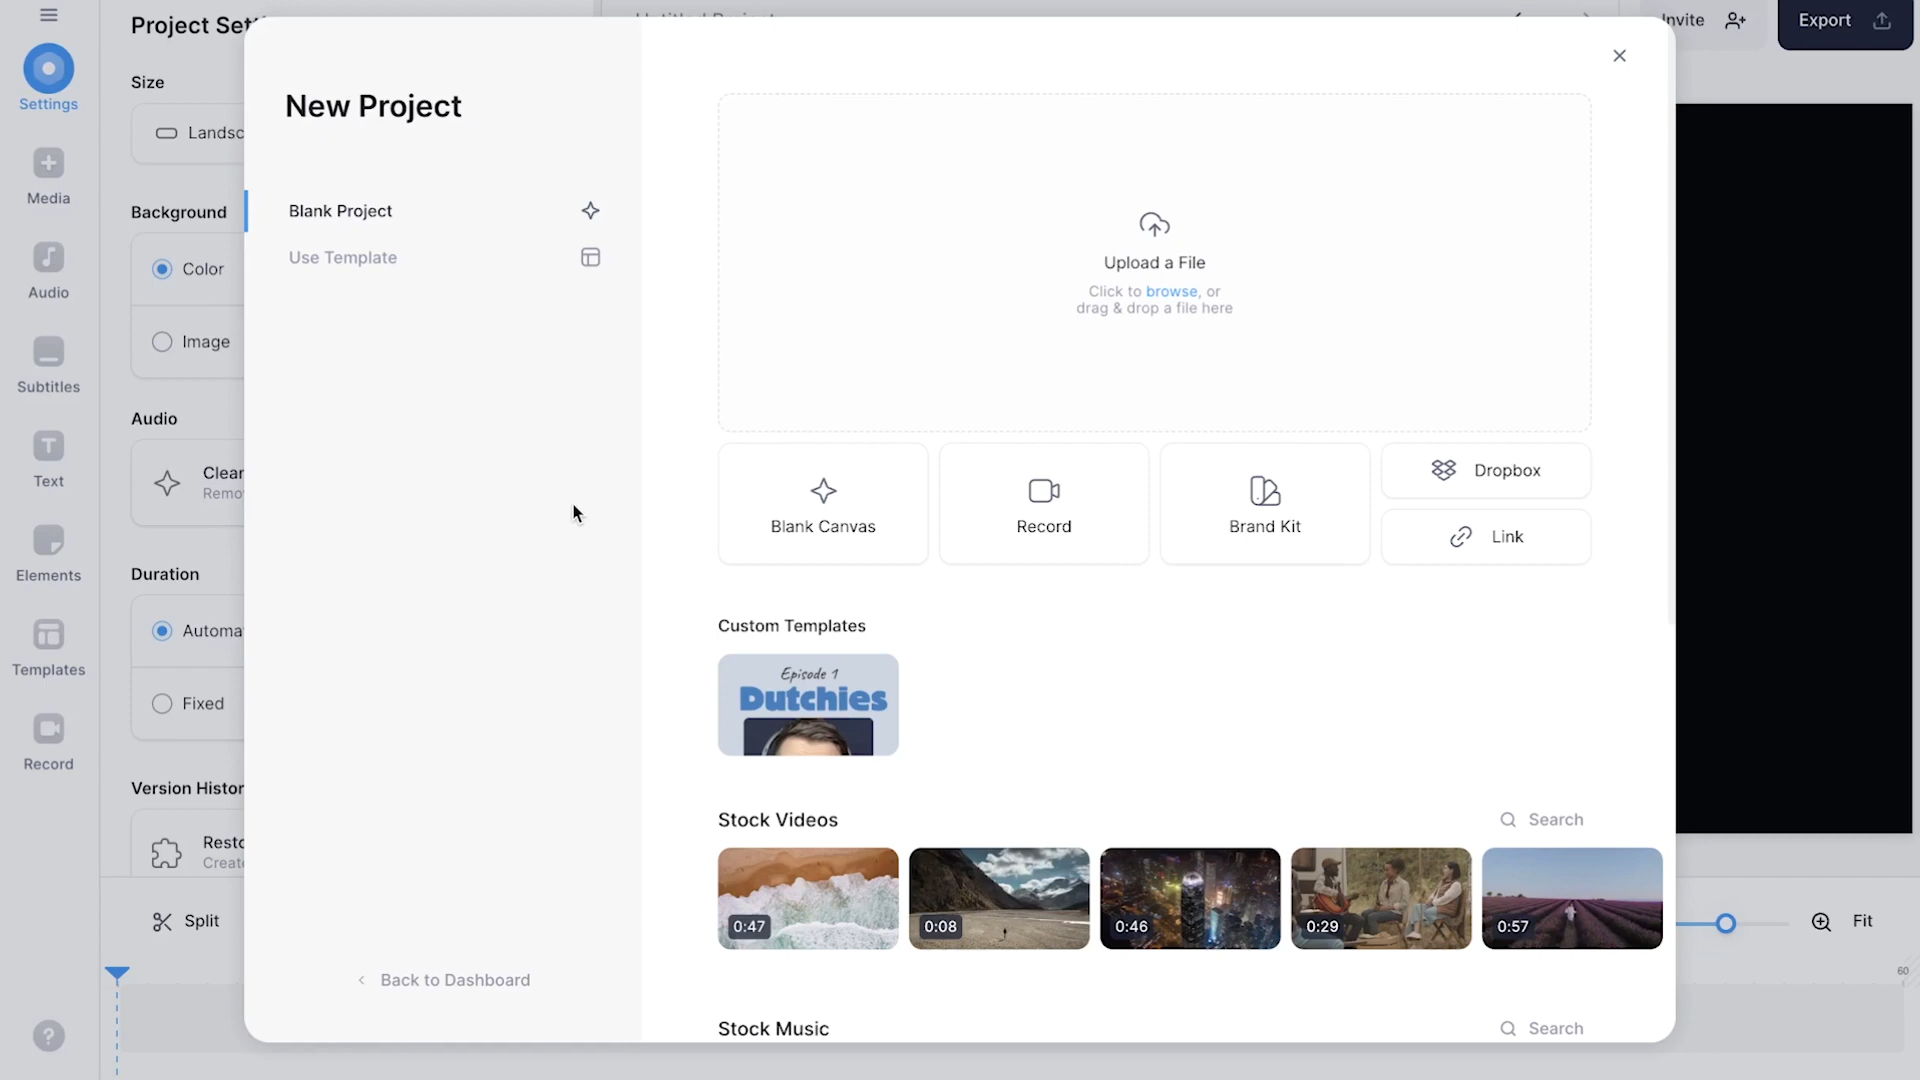 Project Set
Untitled Project
Invite
Export
Settings
Size
Landsc
Media
Background
Color
Audio
Image
Subtitles
Audio
Clear
Remo
Text
Elements
Duration
Automa
Templates
Fixed
Record
Version Histor
Resto
Create
Split
Fit
60
?
New Project
Blank Project
Use Template
Back to Dashboard
Upload a File
Click to browse, or
drag & drop a file here
Blank Canvas
Record
Brand Kit
Dropbox
Link
Custom Templates
Episode 1
Dutchies
Stock Videos
Search
0:47
0:08
0:46
0:29
0:57
Stock Music
Search